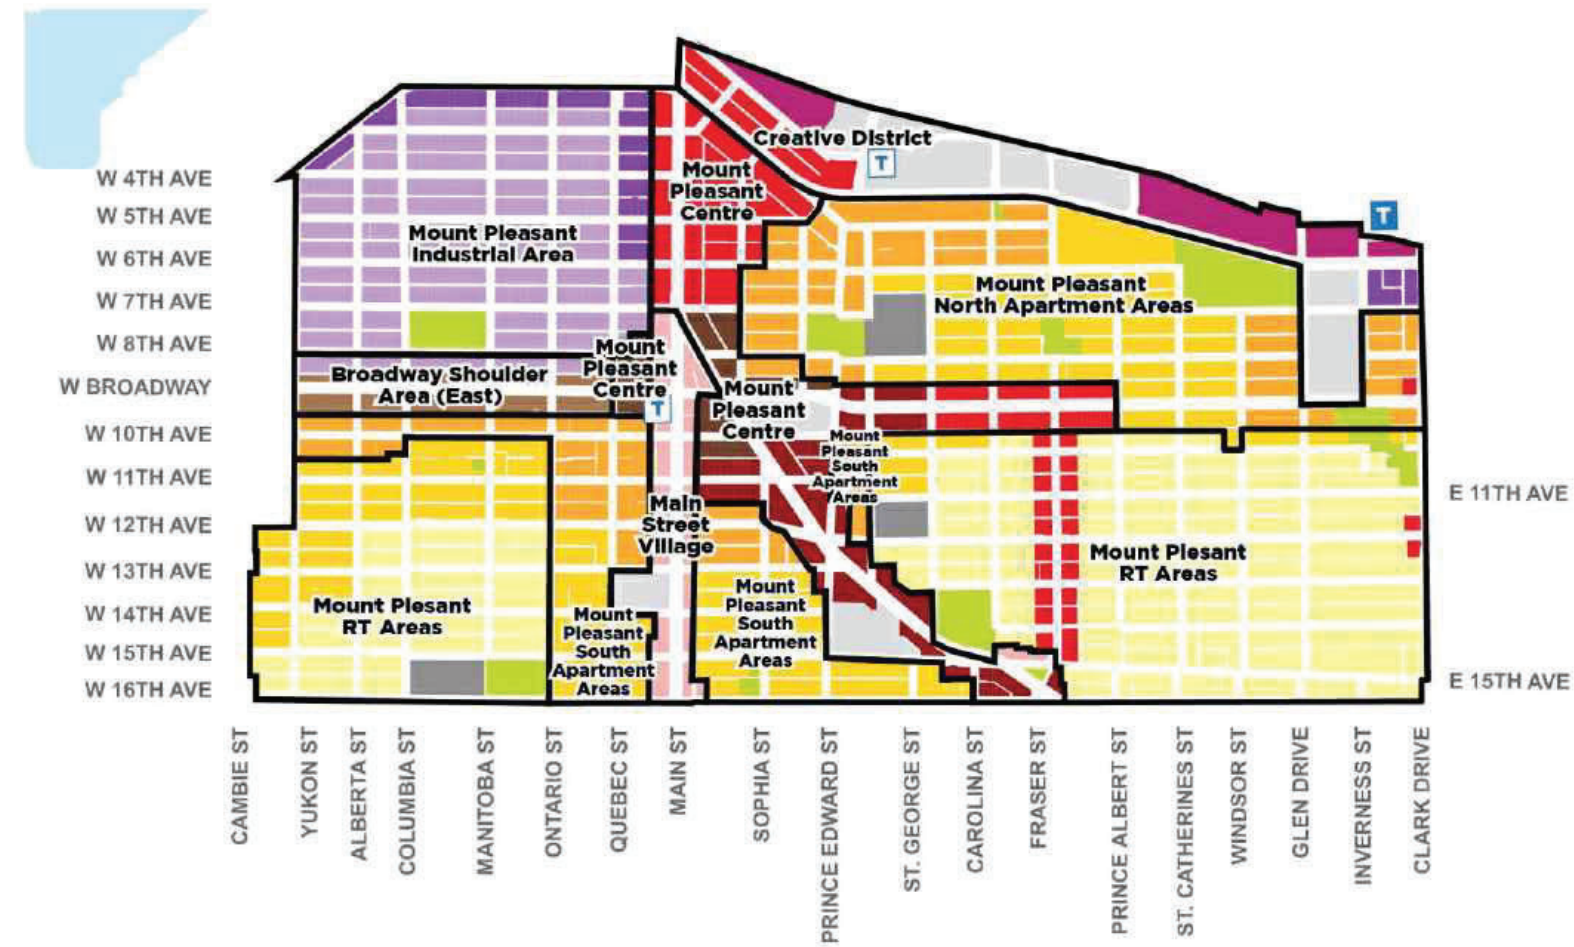 Creative District
T
Mount
Pleasant
Centre
W 4TH AVE
W 5TH AVE
T
Mount Pleasant
Industrial Area
W 6TH AVE
Mount Pleasant
North Apartment Areas
W 7TH AVE
W 8TH AVE
Mount
Pleasant
Centre
Broadway Shoulder
Area (East)
W BROADWAY
T
Mount
Pleasant
Centre
W 10TH AVE
Mount
Pleasant
South
Apartment
Areas
W 11TH AVE
E 11TH AVE
Main
Street
Village
W 12TH AVE
Mount Plesant
RT Areas
W 13TH AVE
Mount Plesant
RT Areas
Mount
Pleasant
South
Apartment
Areas
Mount
Pleasant
South
Apartment
Areas
W 14TH AVE
W 15TH AVE
W 16TH AVE
E 15TH AVE
CAMBIE ST
YUKON ST
ALBERTA ST
COLUMBIA ST
MANITOBA ST
ONTARIO ST
QUEBEC ST
MAIN ST
SOPHIA ST
PRINCE EDWARD ST
ST. GEORGE ST
CAROLINA ST
FRASER ST
PRINCE ALBERT ST
ST. CATHERINES ST
WINDSOR ST
GLEN DRIVE
INVERNESS ST
CLARK DRIVE